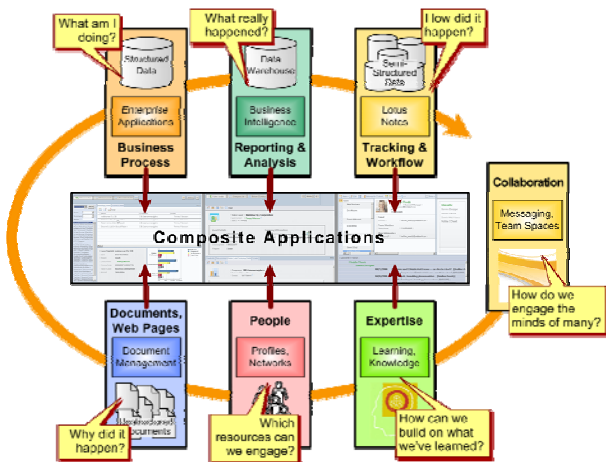 What am I
doing?
Structured
Data
Enterprise
Applications
Business
Process
What really
happened?
Data
Warehouse
Business
Intelligence
Reporting &
Analysis
How did it
happen?
Semi-
Structured
Data
Lotus
Notes
Tracking &
Workflow
Collaboration
Messaging,
Team Spaces
How do we
engage the
minds of many?
Composite Applications
Documents,
Web Pages
Document
Management
Documents
Why did it
happen?
People
Profiles,
Networks
Which
resources can
we engage?
Expertise
Learning,
Knowledge
How can we
build on what
we've learned?